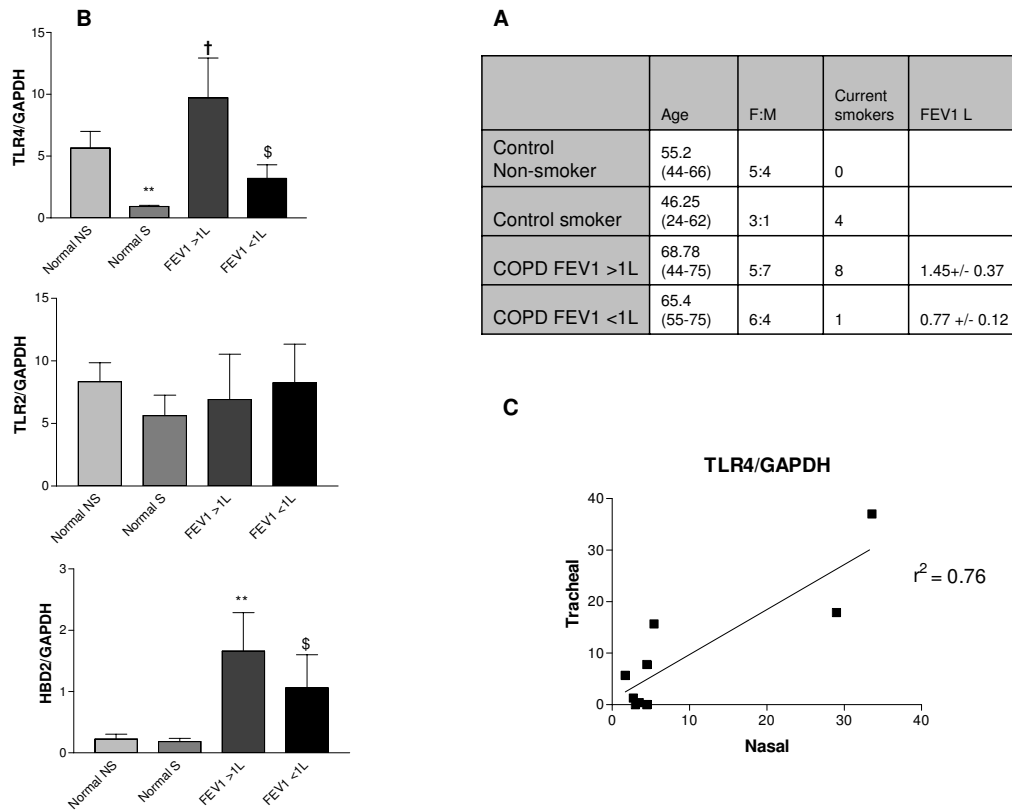 B
TLR4/GAPDH
15
10
5
0
**
†
$
Normal NS
Normal S
FEV1 >1L
FEV1 <1L
TLR2/GAPDH
15
10
5
0
Normal NS
Normal S
FEV1 >1L
FEV1 <1L
HBD2/GAPDH
3
2
1
0
**
$
Normal NS
Normal S
FEV1 >1L
FEV1 <1L
A
Age F:M Current smokers FEV1 L
Control Non-smoker 55.2 (44-66) 5:4 0
Control smoker 46.25 (24-62) 3:1 4
COPD FEV1 >1L 68.78 (44-75) 5:7 8 1.45+/- 0.37
COPD FEV1 <1L 65.4 (55-75) 6:4 1 0.77 +/- 0.12
C
TLR4/GAPDH
Tracheal
40
30
20
10
0
r² = 0.76
0 10 20 30 40
Nasal